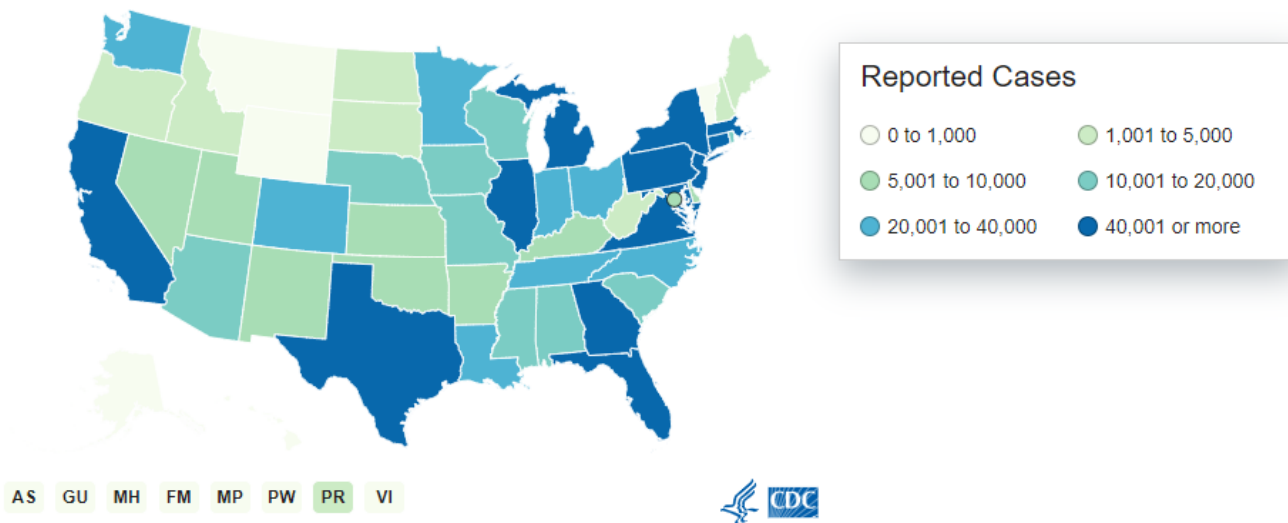 Reported Cases
0 to 1,000
1,001 to 5,000
5,001 to 10,000
10,001 to 20,000
20,001 to 40,000
40,001 or more
AS GU MH FM MP PW PR VI
CDC